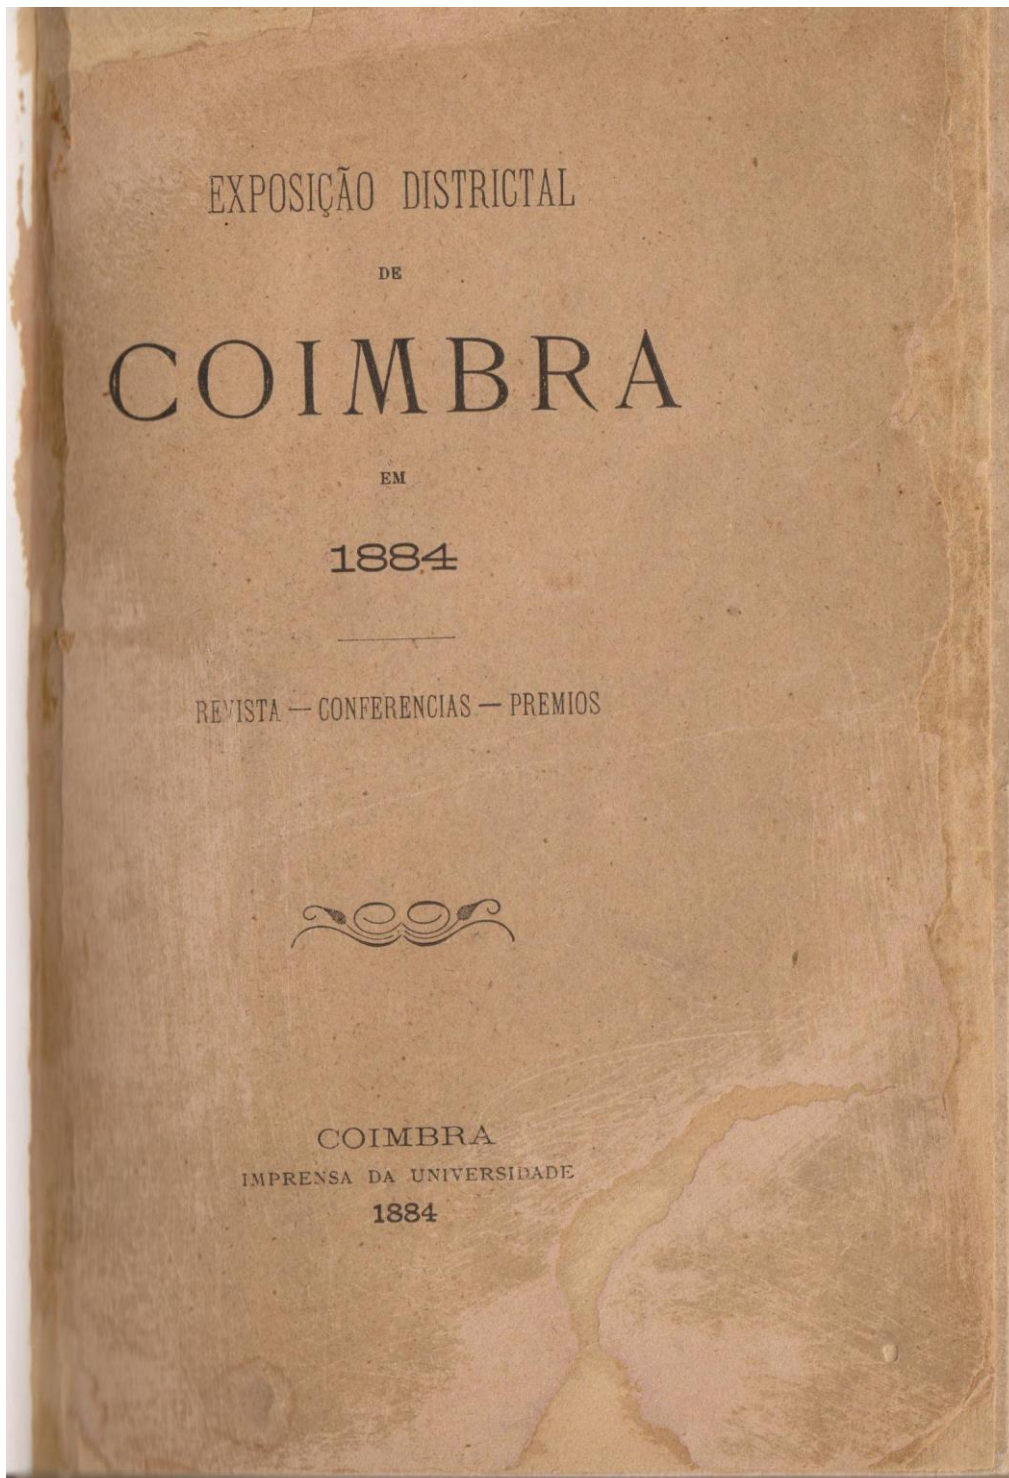 EXPOSIÇÃO DISTRICTAL
DE
COIMBRA
EM
1884
REVISTA — CONFERENCIAS — PREMIOS
COIMBRA
IMPRENSA DA UNIVERSIDADE
1884